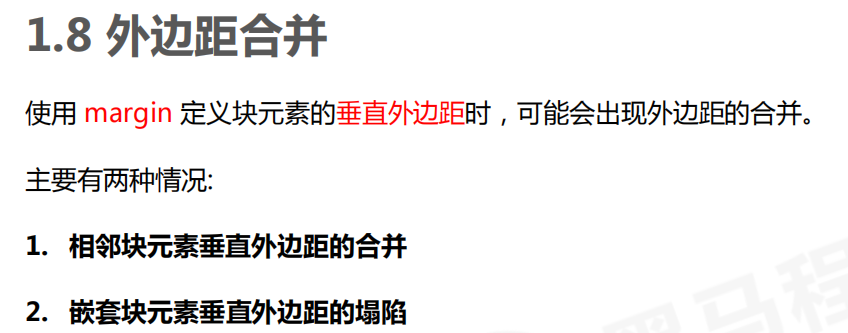 1.8 外边距合并
使用 margin 定义块元素的垂直外边距时，可能会出现外边距的合并。
主要有两种情况:
1. 相邻块元素垂直外边距的合并
2. 嵌套块元素垂直外边距的塌陷
黑马程